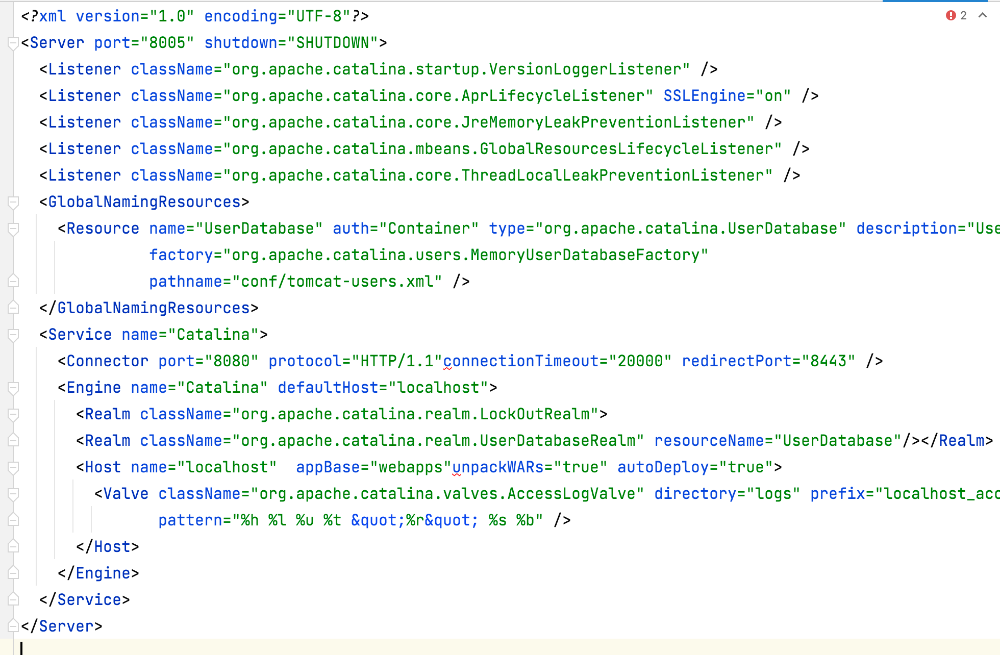 <?xml version="1.0" encoding="UTF-8"?>
2
<Server port="8005" shutdown="SHUTDOWN">
<Listener className="org.apache.catalina.startup.VersionLoggerListener" />
<Listener className="org.apache.catalina.core.AprLifecycleListener" SSLEngine="on" />
<Listener className="org.apache.catalina.core.JreMemoryLeakPreventionListener" />
<Listener className="org.apache.catalina.mbeans.GlobalResourcesLifecycleListener" />
<Listener className="org.apache.catalina.core.ThreadLocalLeakPreventionListener" />
<GlobalNamingResources>
<Resource name="UserDatabase" auth="Container" type="org.apache.catalina.UserDatabase" description="Use
factory="org.apache.catalina.users.MemoryUserDatabaseFactory"
pathname="conf/tomcat-users.xml" />
</GlobalNamingResources>
<Service name="Catalina">
<Connector port="8080" protocol="HTTP/1.1"connectionTimeout="20000" redirectPort="8443" />
<Engine name="Catalina" defaultHost="localhost">
<Realm className="org.apache.catalina.realm.LockOutRealm">
<Realm className="org.apache.catalina.realm.UserDatabaseRealm" resourceName="UserDatabase"/></Realm>
<Host name="localhost"  appBase="webapps"unpackWARs="true" autoDeploy="true">
<Valve className="org.apache.catalina.valves.AccessLogValve" directory="logs" prefix="localhost_acc
pattern="%h %l %u %t &quot;%r&quot; %s %b" />
</Host>
</Engine>
</Service>
</Server>